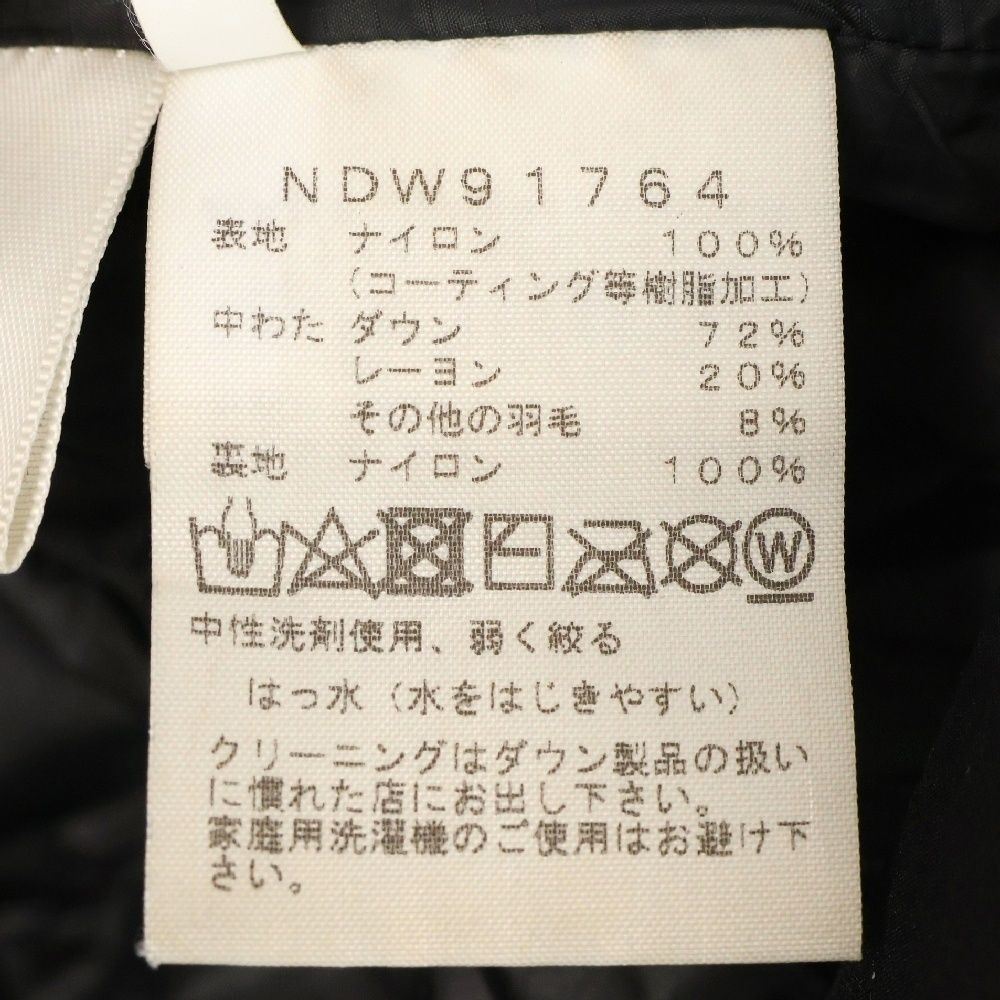 NDW91764
表地 ナイロン 100%
(コーティング等樹脂加工)
中わた ダウン 72%
レーヨン 20%
その他の羽毛 8%
裏地 ナイロン 100%
W
中性洗剤使用、弱く絞る
はっ水（水をはじきやすい）
クリーニングはダウン製品の扱い
に慣れた店にお出し下さい。
家庭用洗濯機のご使用はお避け下
さい。